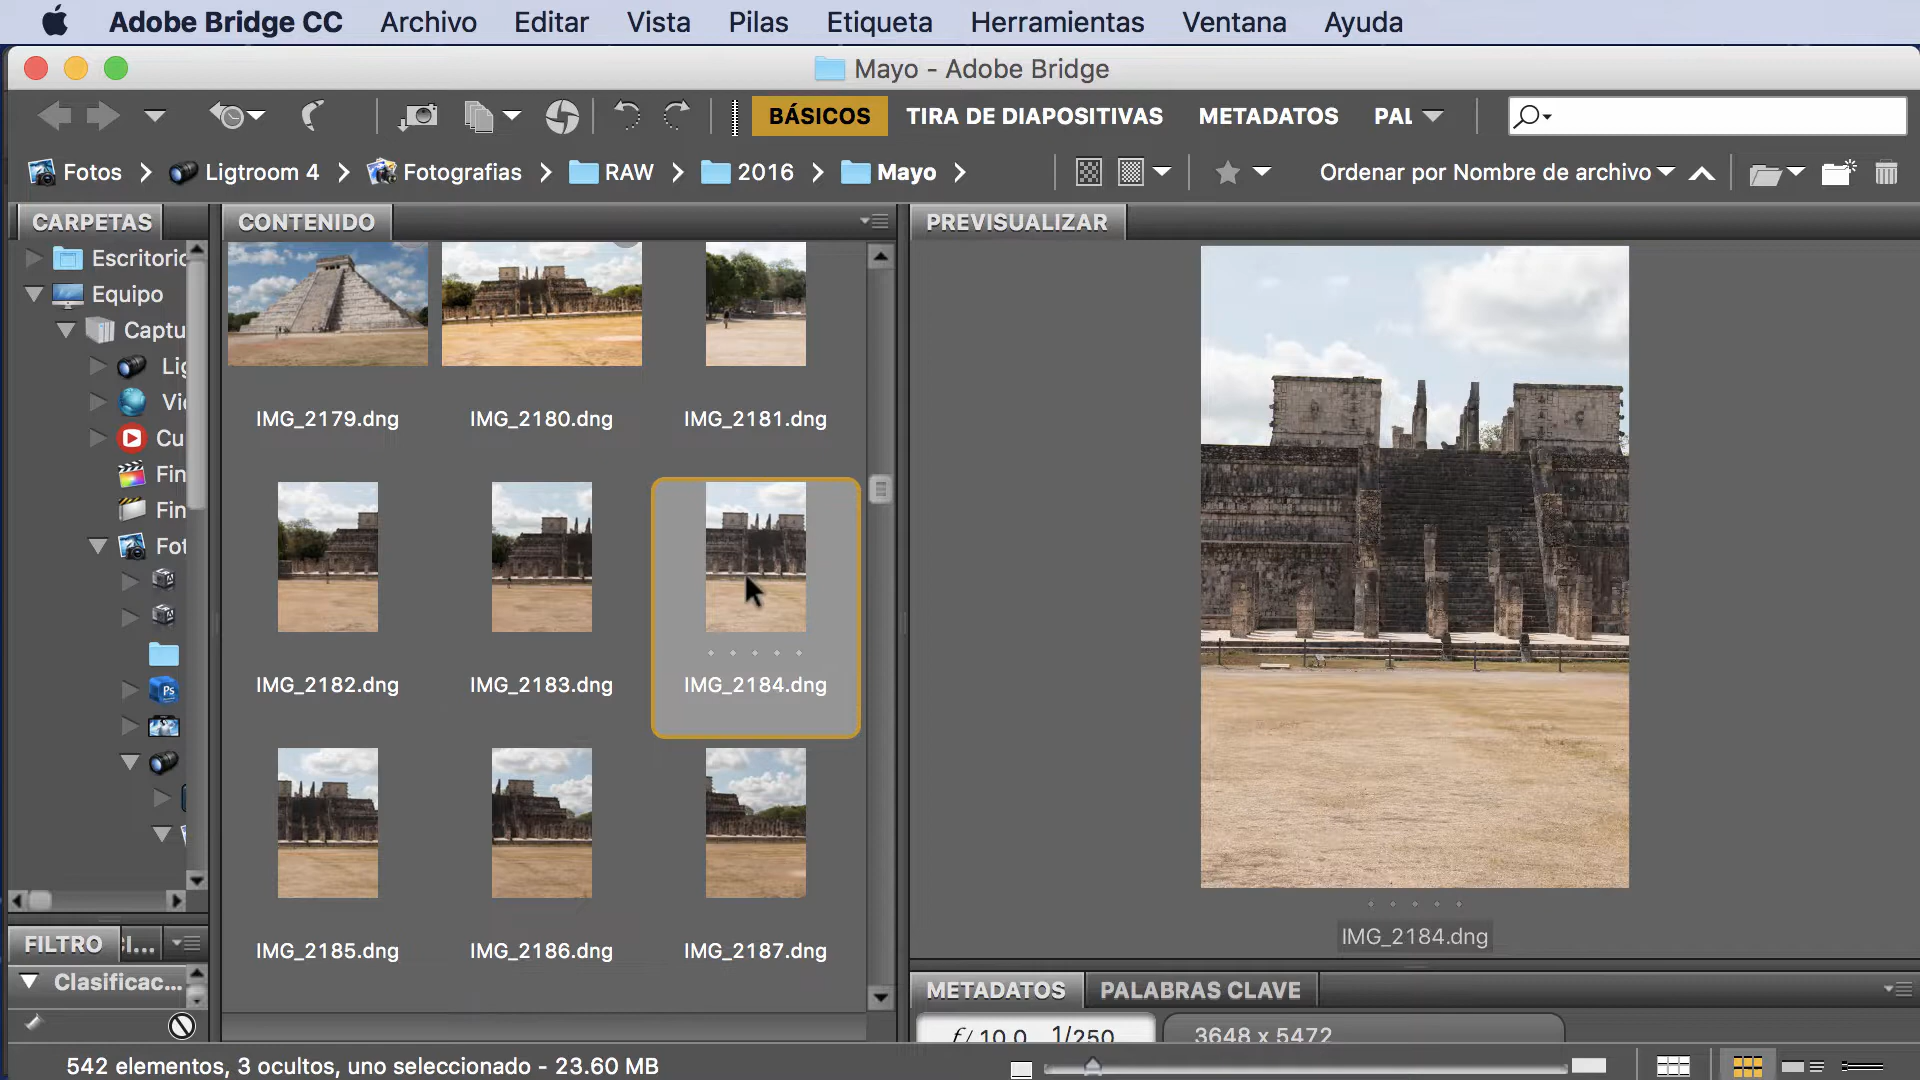 Adobe Bridge CC Archivo Editar Vista Pilas Etiqueta Herramientas Ventana Ayuda
Mayo - Adobe Bridge
BÁSICOS TIRA DE DIAPOSITIVAS METADATOS PAL
Fotos Ligtroom 4 Fotografias RAW 2016 Mayo Ordenar por Nombre de archivo
CARPETAS CONTENIDO PREVISUALIZAR
Escritorio
Equipo
Captu
Lig
Vi
Cu
Fin
Fin
Fot
IMG_2179.dng IMG_2180.dng IMG_2181.dng
IMG_2182.dng IMG_2183.dng IMG_2184.dng
IMG_2185.dng IMG_2186.dng IMG_2187.dng
IMG_2184.dng
FILTRO
Clasificac...
METADATOS PALABRAS CLAVE
f/ 10.0 1/250 3648 x 5472
542 elementos, 3 ocultos, uno seleccionado - 23.60 MB